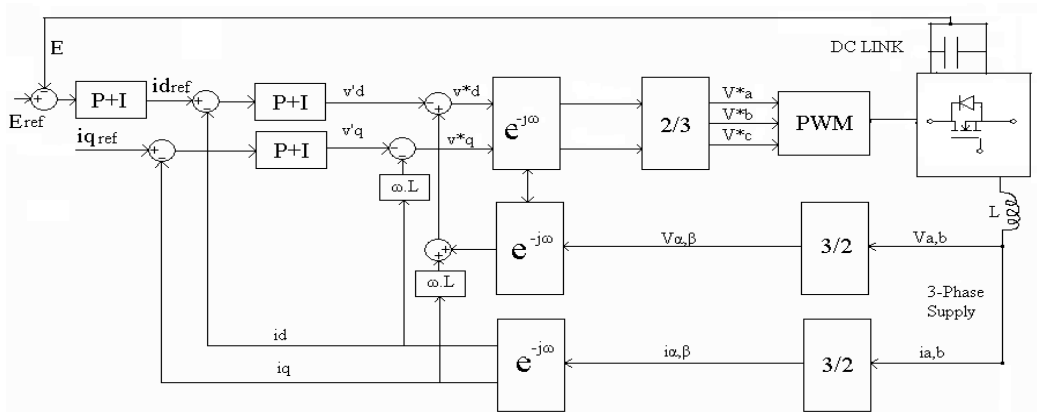 E
DC LINK
+
-
Eref
P+I
idref
+
-
P+I
v'd
-
+
v*d
e-jω
2/3
V*a
V*b
V*c
PWM
iqref
+
-
P+I
v'q
-
-
v*q
ω.L
+
+
ω.L
e-jω
Vα,β
3/2
Va,b
L
3-Phase
Supply
id
iq
e-jω
iα,β
3/2
ia,b